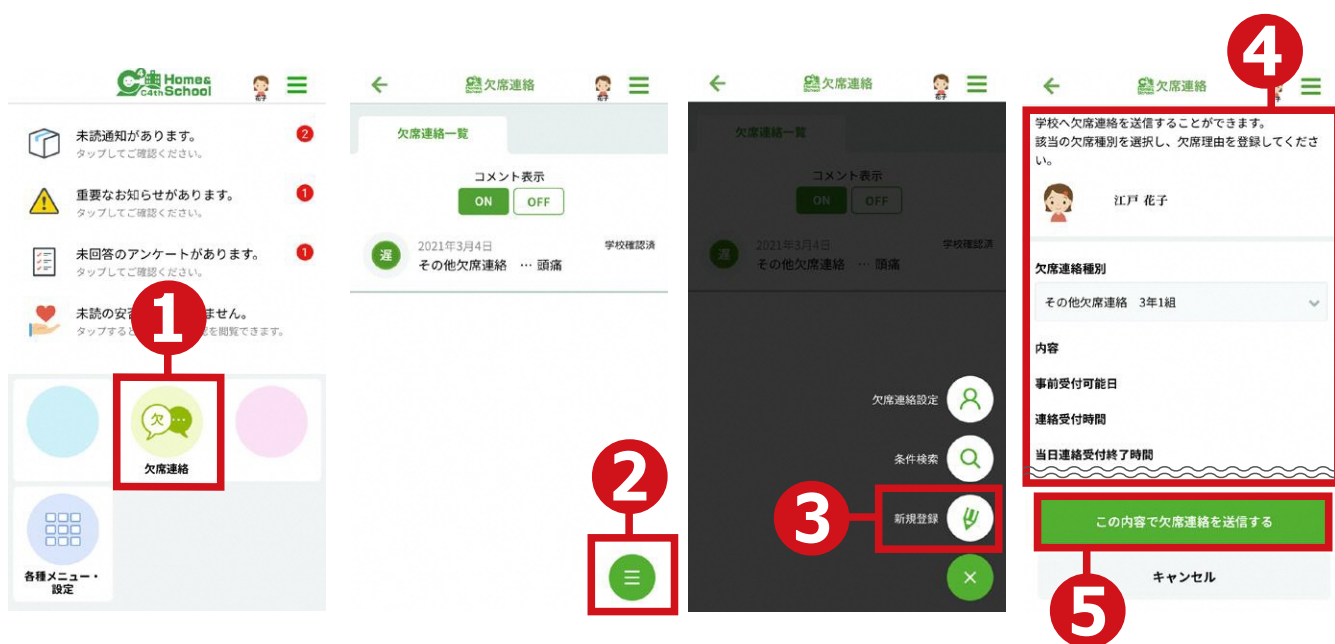 C4th Home& School
花子
未読通知があります。
2
タップしてご確認ください。
重要なお知らせがあります。
1
タップしてご確認ください。
未回答のアンケートがあります。
1
タップしてご確認ください。
未読の安
ません。
タップすると
を閲覧できます。
1
欠
欠席連絡
各種メニュー・
設定
欠席連絡
花子
欠席連絡一覧
コメント表示
ON OFF
2021年3月4日
学校確認済
遅
その他欠席連絡 … 頭痛
2
欠席連絡
花子
欠席連絡一覧
コメント表示
ON OFF
2021年3月4日
学校確認済
遅
その他欠席連絡 … 頭痛
欠席連絡設定
条件検索
3
新規登録
4
欠席連絡
学校へ欠席連絡を送信することができます。
該当の欠席種別を選択し、欠席理由を登録してくださ
い。
江戸 花子
欠席連絡種別
その他欠席連絡 3年1組
内容
事前受付可能日
連絡受付時間
当日連絡受付終了時間
この内容で欠席連絡を送信する
キャンセル
5